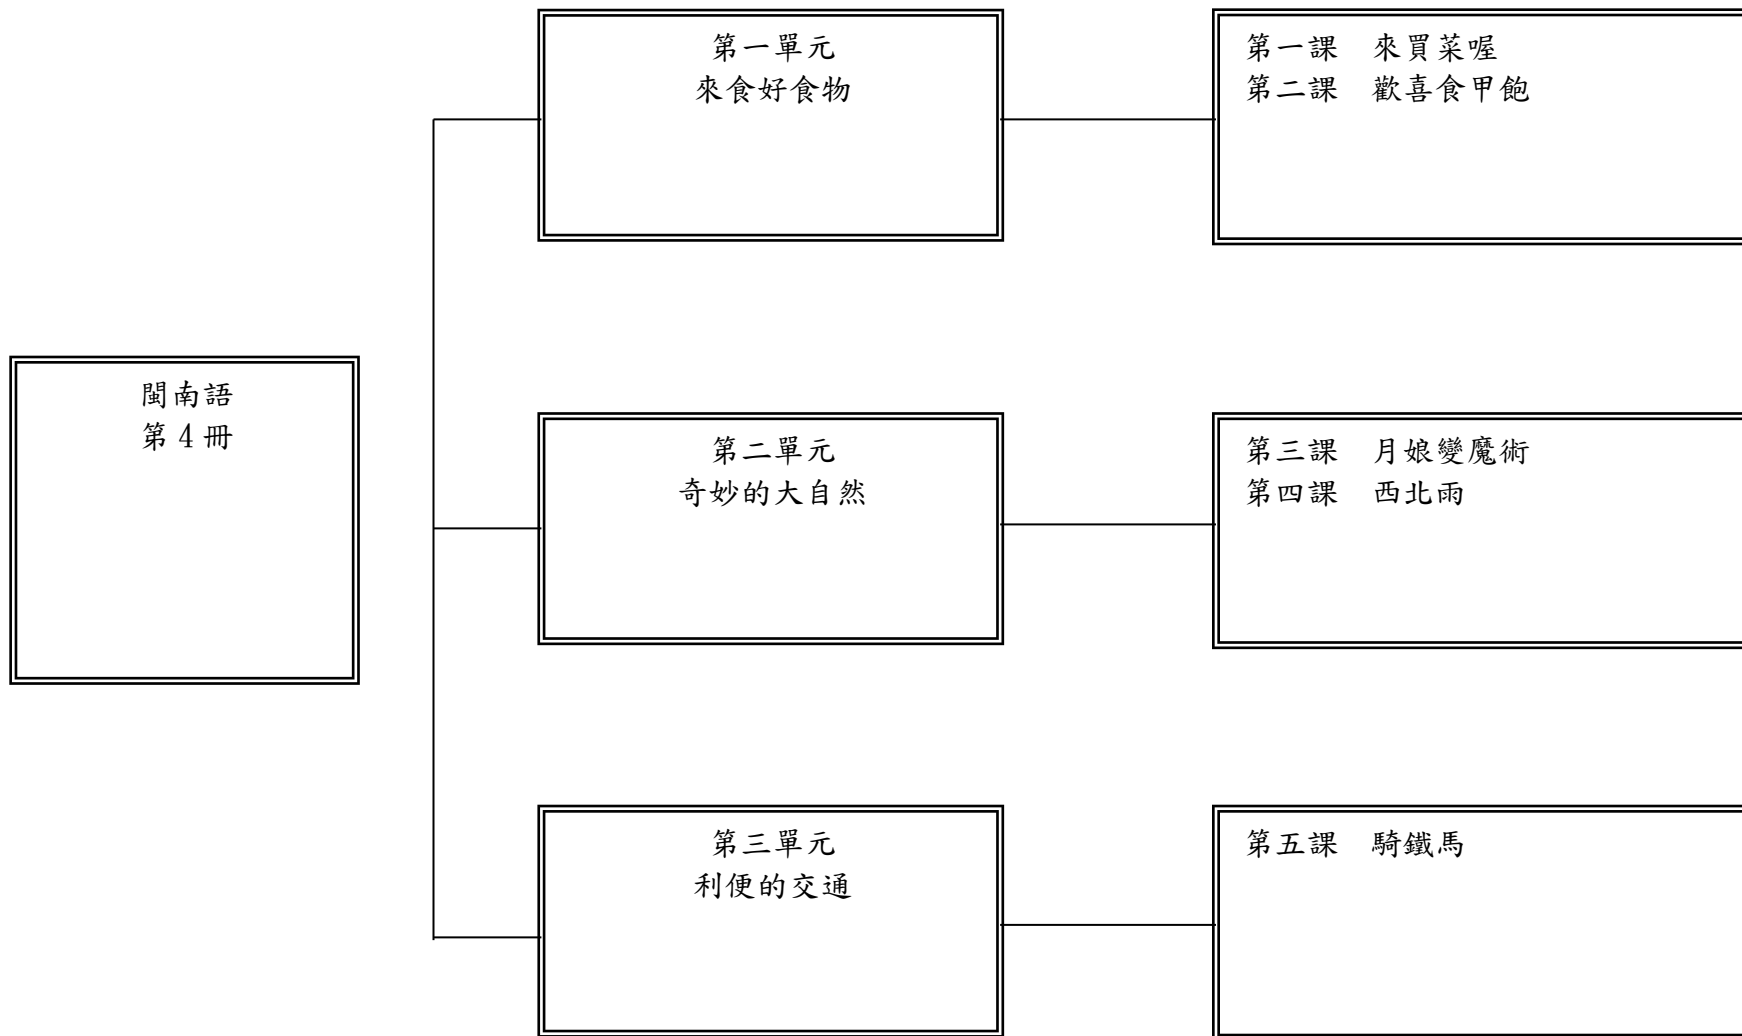 閩南語
第 4 冊
第一單元
來食好食物
第一課　來買菜喔
第二課　歡喜食甲飽
第二單元
奇妙的大自然
第三課　月娘變魔術
第四課　西北雨
第三單元
利便的交通
第五課　騎鐵馬